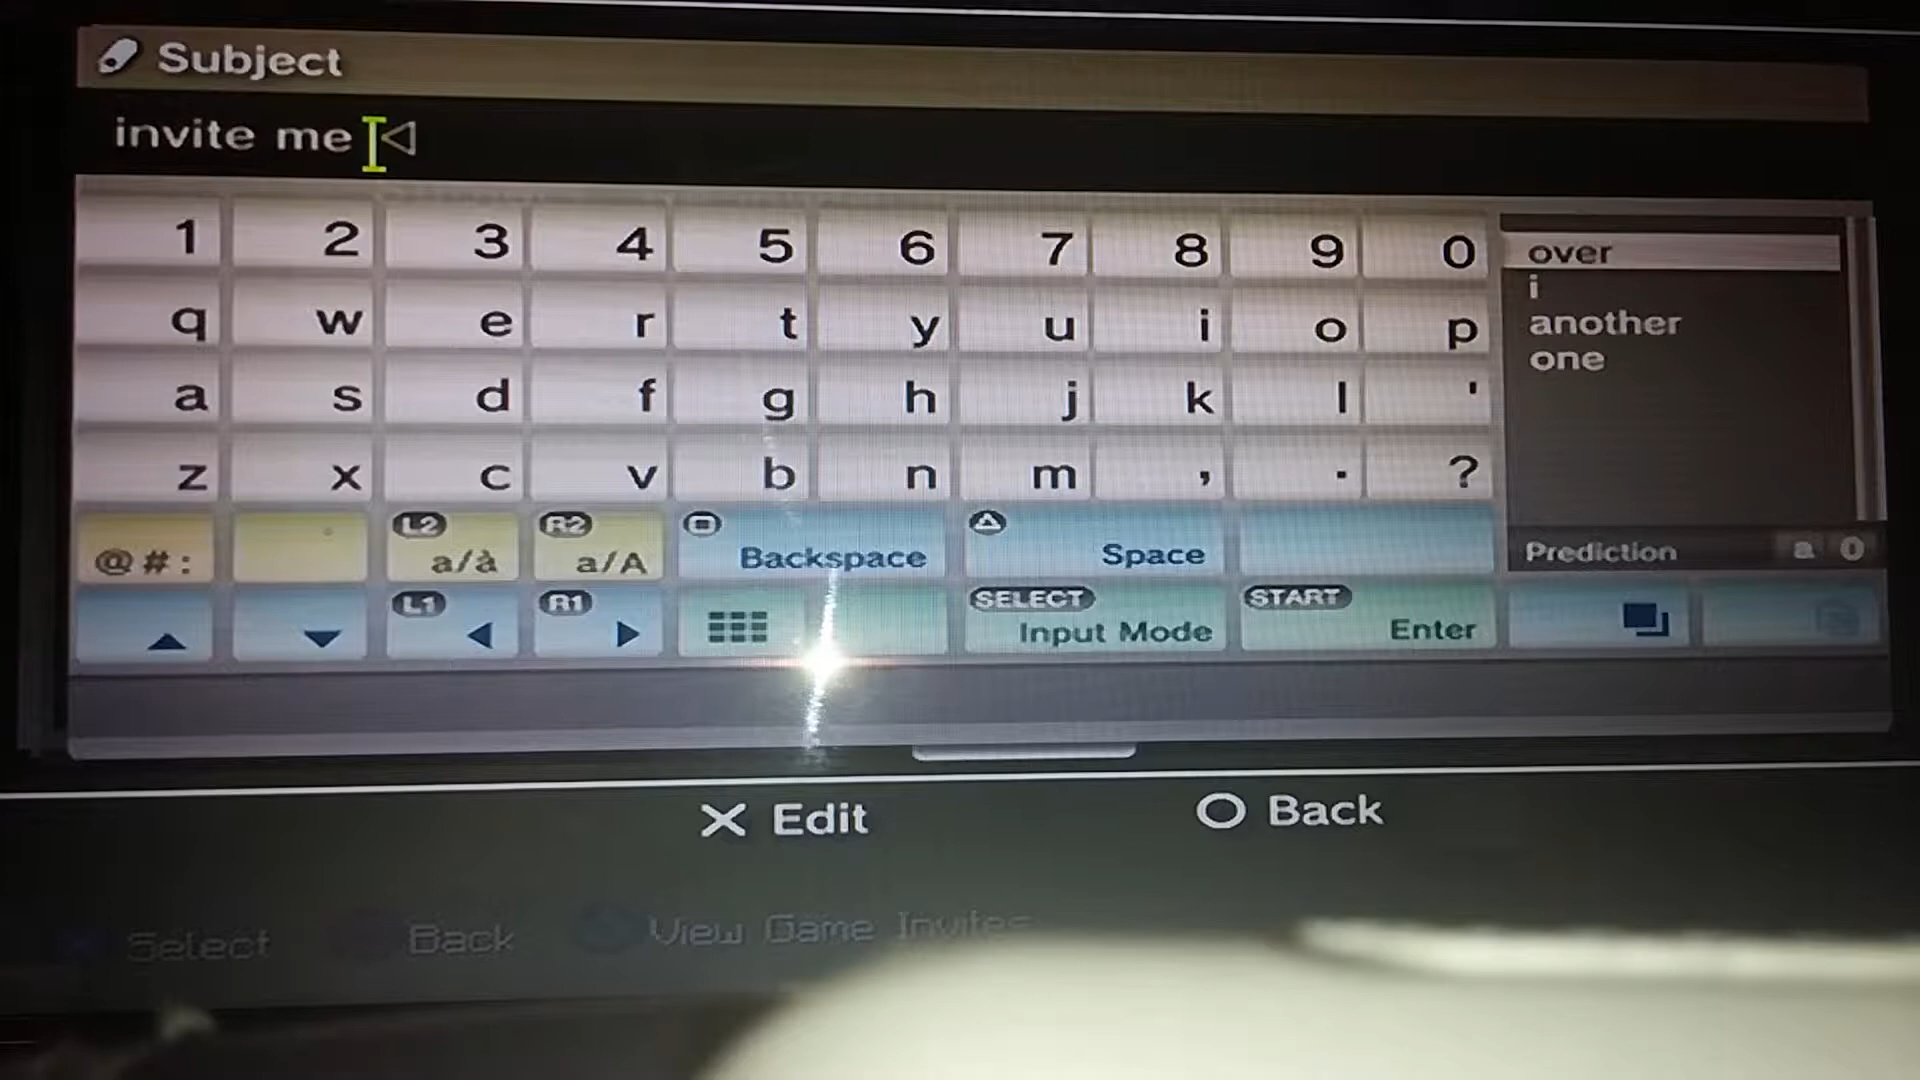 Subject
invite me
1 2 3 4 5 6 7 8 9 0
q w e r t y u i o p
a s d f g h j k l '
z x c v b n m , . ?
over
i
another
one
@#: L2 a/à R2 a/A Backspace Space
Prediction a 0
L1 R1 SELECT Input Mode START Enter
Edit Back
Select Back View Game Invites